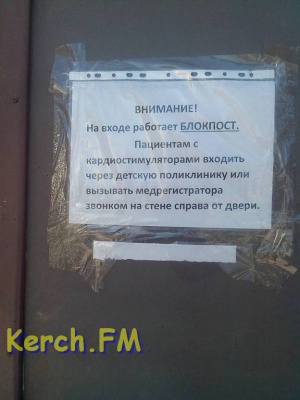 ВНИМАНИЕ!
На входе работает БЛОКПОСТ.
Пациентам с
кардиостимуляторами входить
через детскую поликлинику или
вызывать медрегистратора
звонком на стене справа от двери.
Kerch.FM